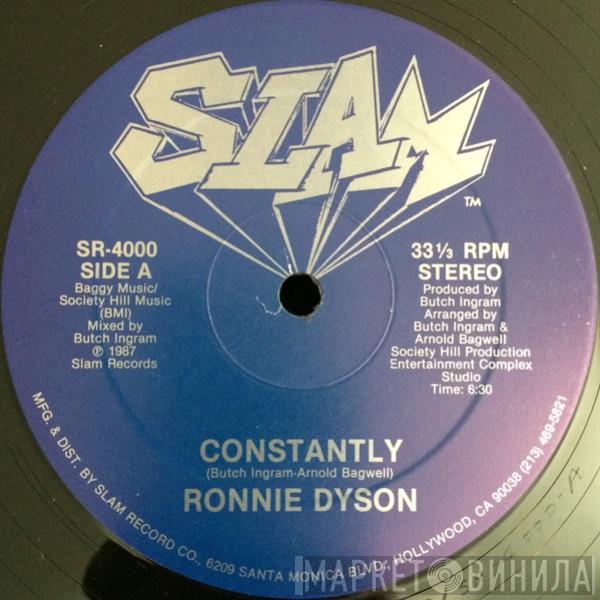 SLAM
TM
SR-4000
SIDE A
Baggy Music/
Society Hill Music
(BMI)
Mixed by
Butch Ingram
℗ 1987
Slam Records
33 1/3 RPM
STEREO
Produced by
Butch Ingram
Arranged by
Butch Ingram &
Arnold Bagwell
Society Hill Production
Entertainment Complex
Studio
Time: 6:30
CONSTANTLY
(Butch Ingram-Arnold Bagwell)
RONNIE DYSON
MFG. & DIST. BY SLAM RECORD CO., 6209 SANTA MONICA BLVD., HOLLYWOOD, CA 90038 (213) 469-5821
МАРКЕТ ВИНИЛА